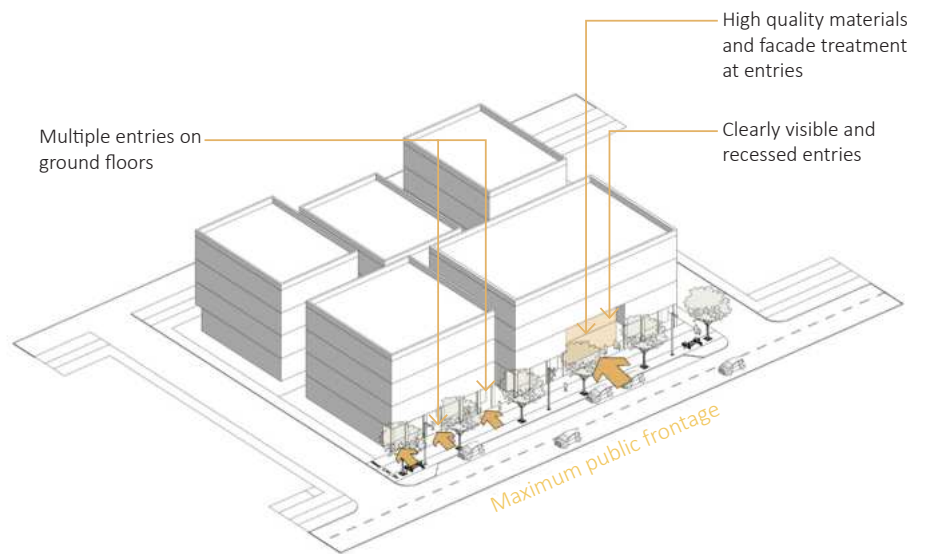 High quality materials
and facade treatment
at entries
Multiple entries on
ground floors
Clearly visible and
recessed entries
Maximum public frontage